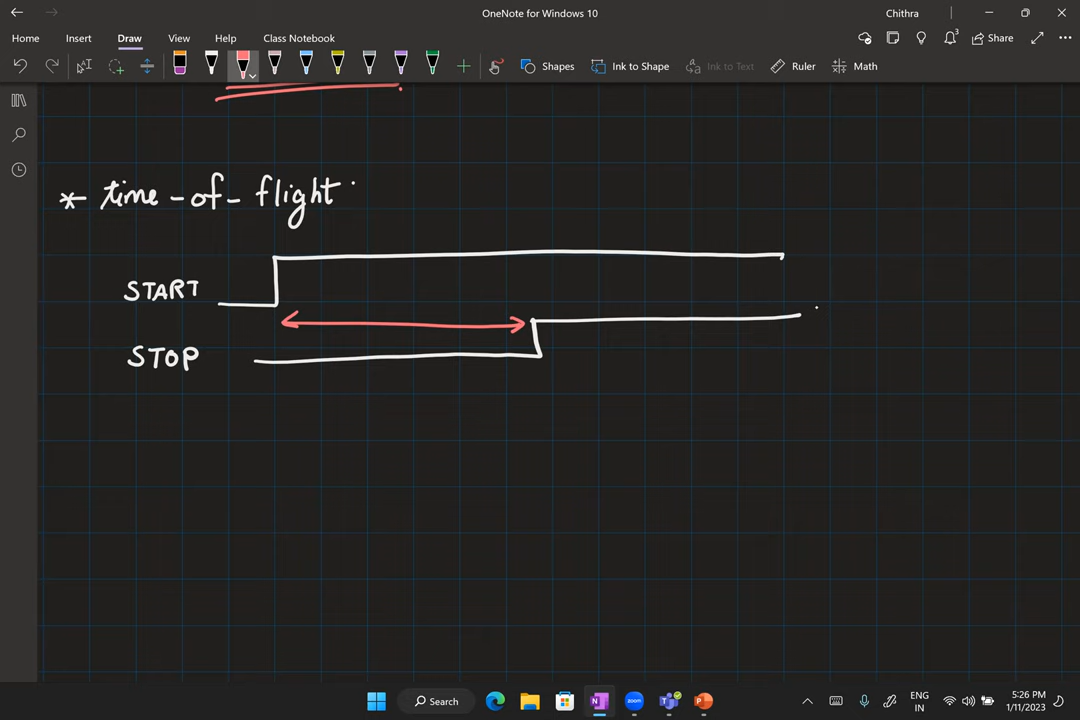 OneNote for Windows 10
Chithra
Home Insert Draw View Help Class Notebook
Share
Shapes Ink to Shape Ink to Text Ruler Math
* time-of-flight
START
STOP
Search
zoom
ENG
IN
5:26 PM
1/11/2023